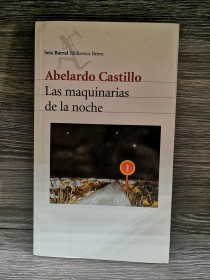 Seix Barral Biblioteca Breve
Abelardo Castillo
Las maquinarias
de la noche